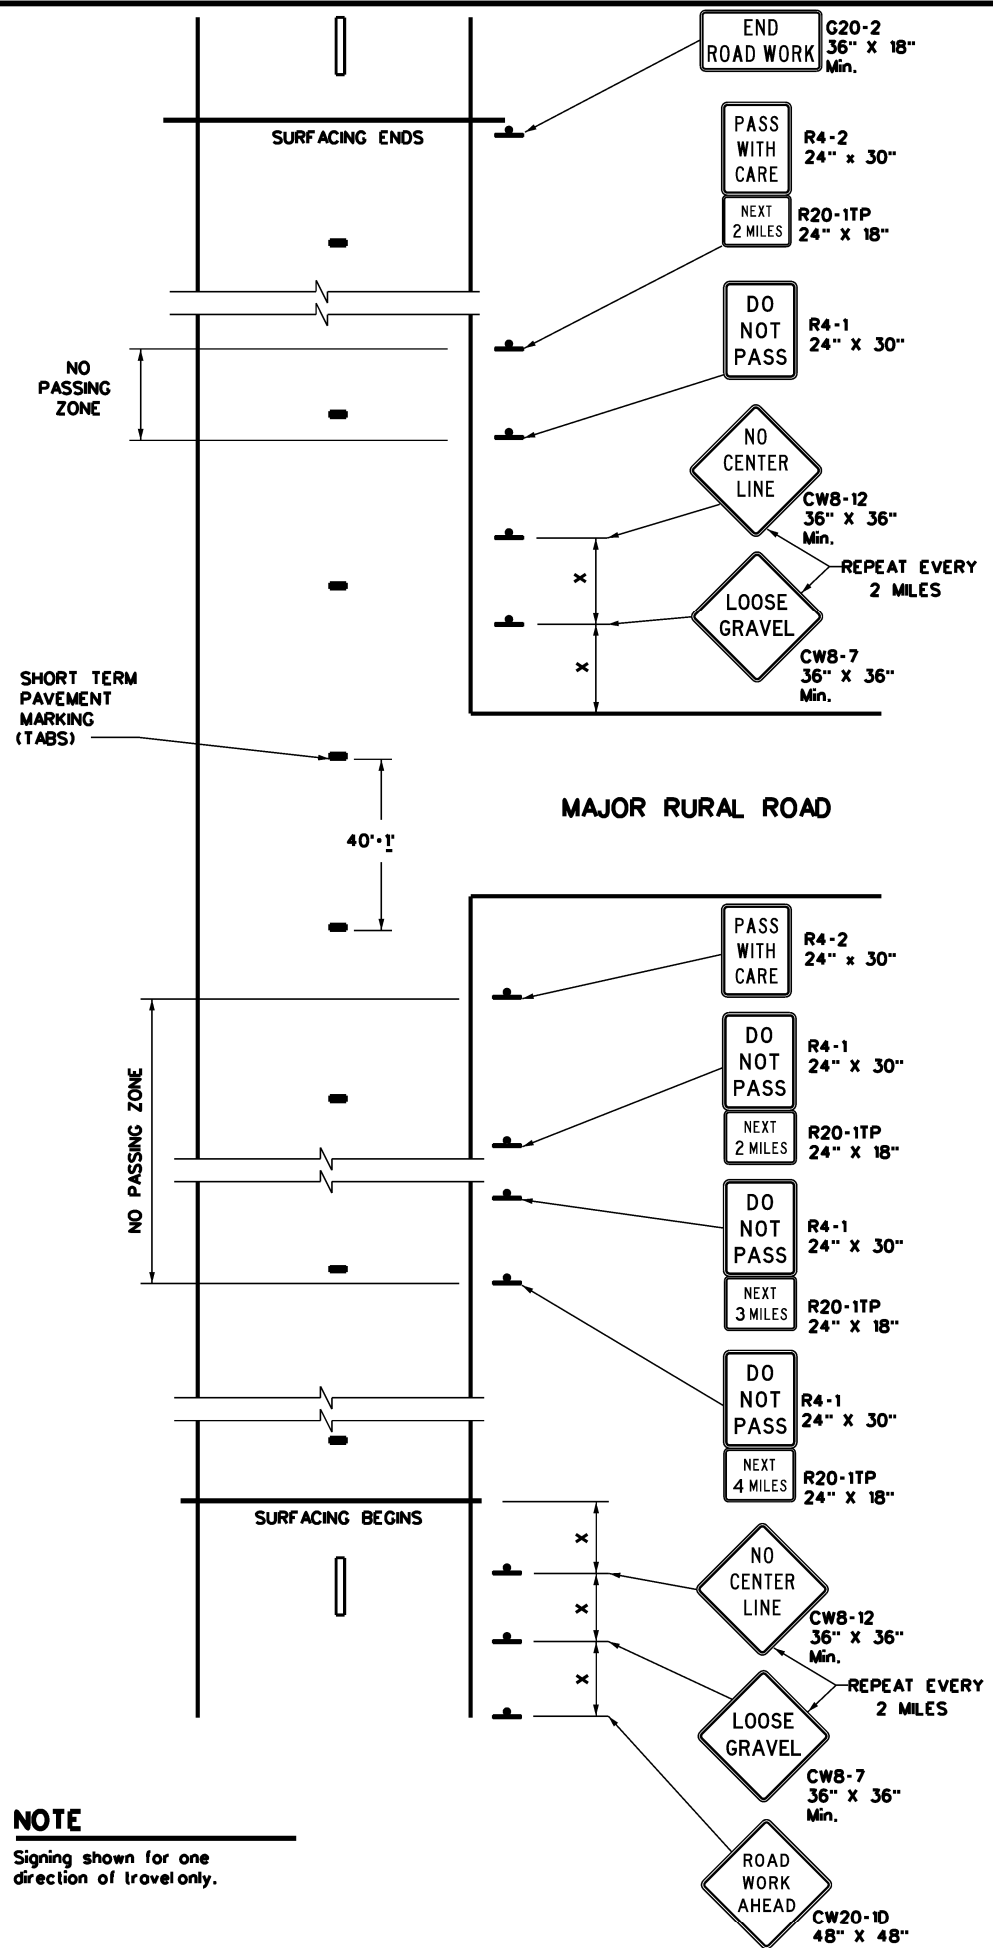 END
ROAD WORK
G20-2
36" X 18"
Min.
SURFACING ENDS
PASS
WITH
CARE
R4-2
24" x 30"
NEXT
2 MILES
R20-1TP
24" X 18"
DO
NOT
PASS
R4-1
24" X 30"
NO
PASSING
ZONE
NO
CENTER
LINE
CW8-12
36" X 36"
Min.
REPEAT EVERY
2 MILES
X
LOOSE
GRAVEL
CW8-7
36" X 36"
Min.
X
SHORT TERM
PAVEMENT
MARKING
(TABS)
MAJOR RURAL ROAD
40'·1'
PASS
WITH
CARE
R4-2
24" x 30"
DO
NOT
PASS
R4-1
24" X 30"
NEXT
2 MILES
R20-1TP
24" X 18"
NO PASSING ZONE
DO
NOT
PASS
R4-1
24" X 30"
NEXT
3 MILES
R20-1TP
24" X 18"
DO
NOT
PASS
R4-1
24" X 30"
NEXT
4 MILES
R20-1TP
24" X 18"
SURFACING BEGINS
X
NO
CENTER
LINE
CW8-12
36" X 36"
Min.
X
REPEAT EVERY
2 MILES
X
LOOSE
GRAVEL
CW8-7
36" X 36"
Min.
ROAD
WORK
AHEAD
CW20-1D
48" X 48"
NOTE
Signing shown for one
direction of travel only.